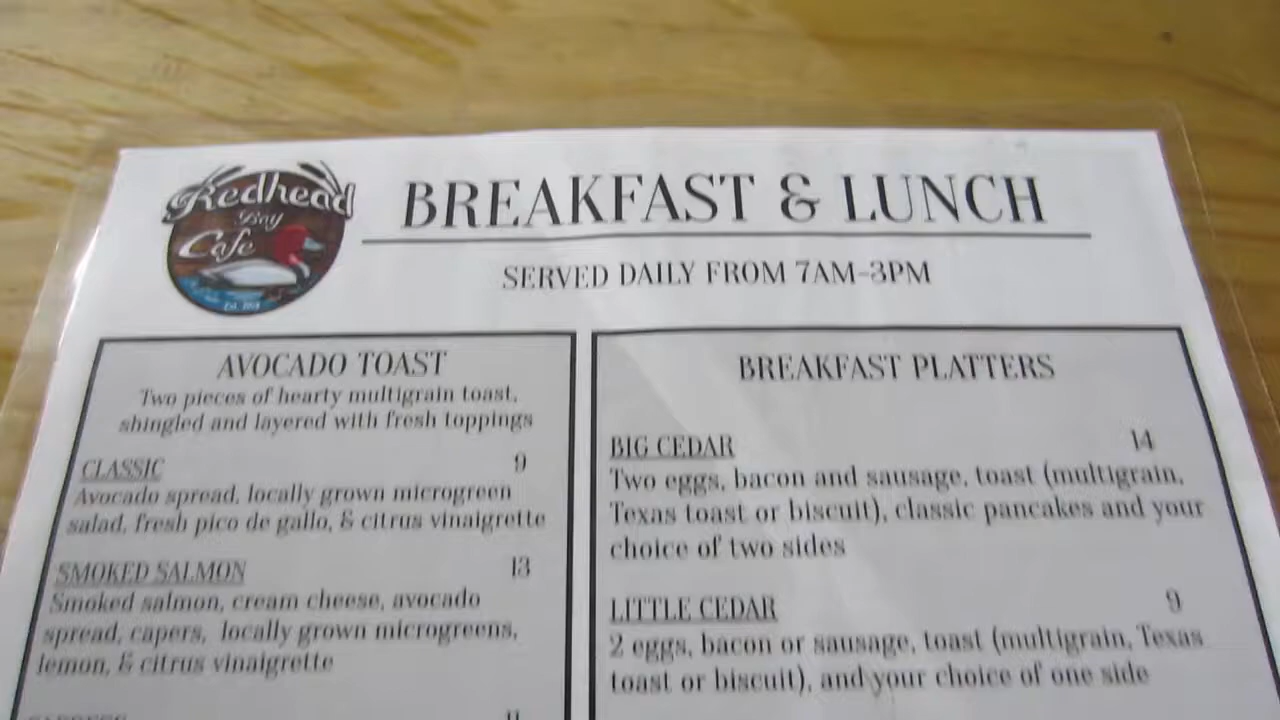 Redhead
Bay
Cafe
BREAKFAST & LUNCH
SERVED DAILY FROM 7AM-3PM
AVOCADO TOAST
Two pieces of hearty multigrain toast,
shingled and layered with fresh toppings
CLASSIC 9
Avocado spread, locally grown microgreen
salad, fresh pico de gallo, & citrus vinaigrette
SMOKED SALMON 13
Smoked salmon, cream cheese, avocado
spread, capers, locally grown microgreens,
lemon, & citrus vinaigrette
BREAKFAST PLATTERS
BIG CEDAR 14
Two eggs, bacon and sausage, toast (multigrain,
Texas toast or biscuit), classic pancakes and your
choice of two sides
LITTLE CEDAR 9
2 eggs, bacon or sausage, toast (multigrain, Texas
toast or biscuit), and your choice of one side